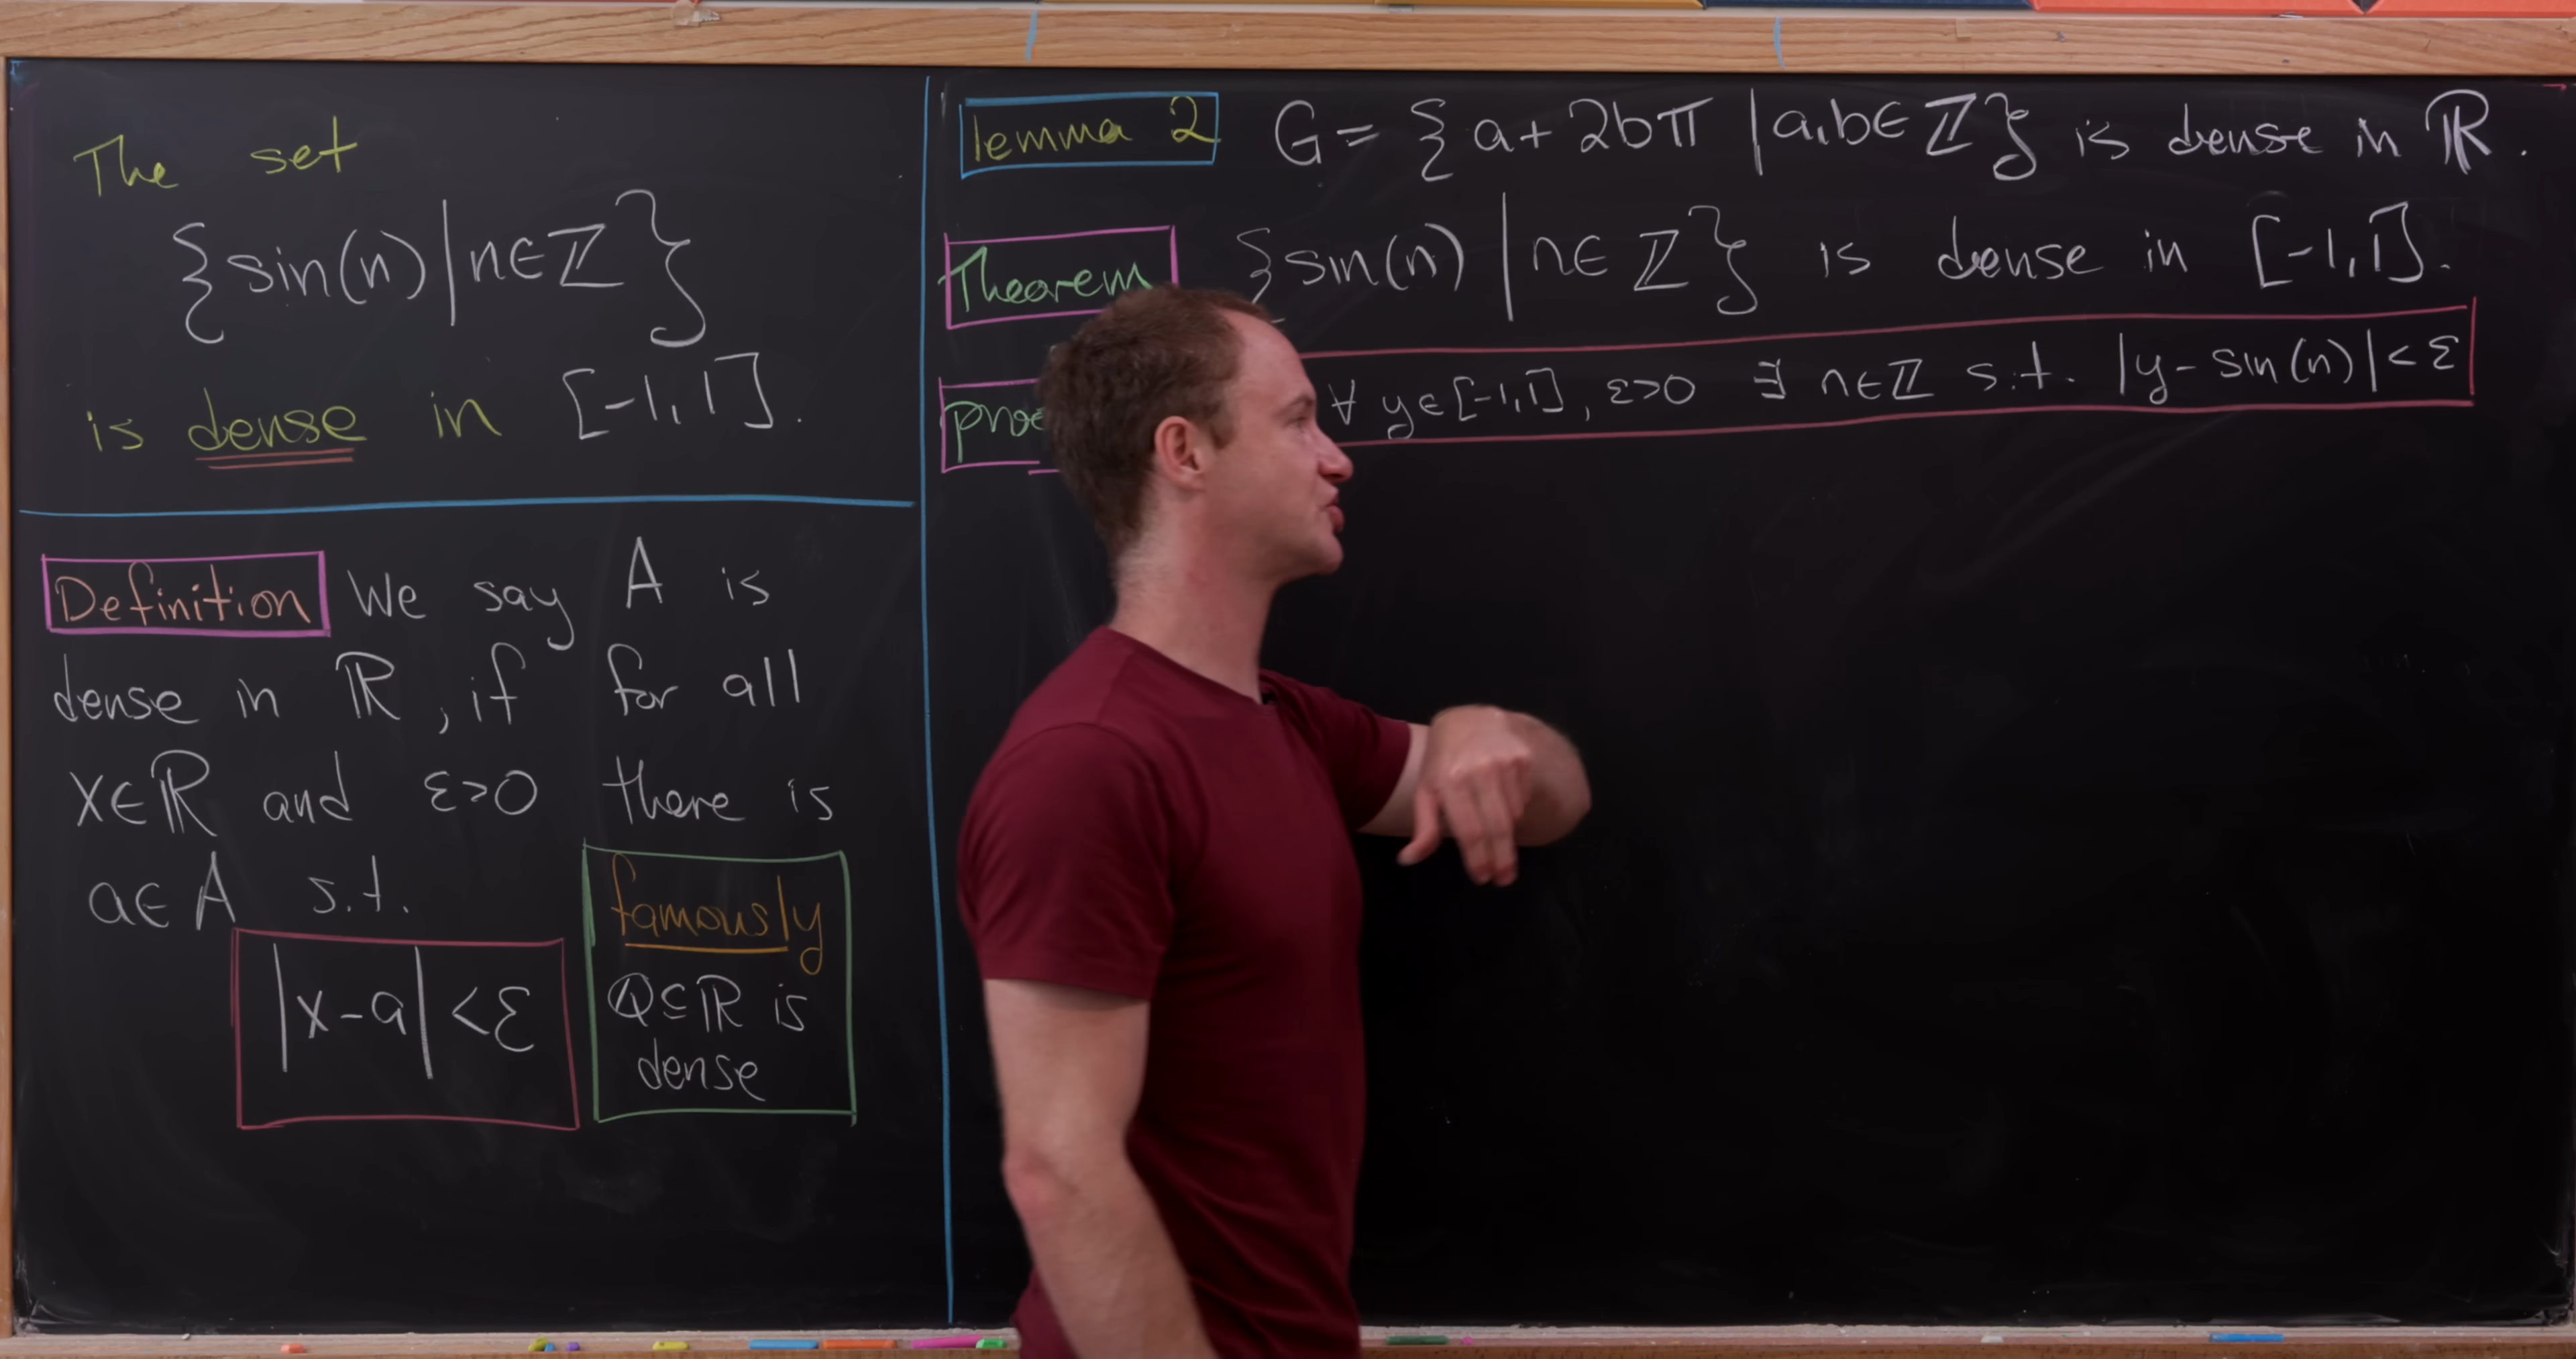 The set
{sin(n) | n∈ℤ}
is dense in [-1,1].
Definition We say A is
dense in ℝ, if for all
x∈ℝ and ε>0 there is
a∈A s.t.
|x-a| <ε
famously
ℚ⊆ℝ is
dense
lemma 2 G = {a+2bπ | a,b∈ℤ} is dense in ℝ.
Theorem {sin(n) | n∈ℤ} is dense in [-1,1].
∀ y∈[-1,1], ε>0 ∃ n∈ℤ s.t. |y-sin(n)|<ε